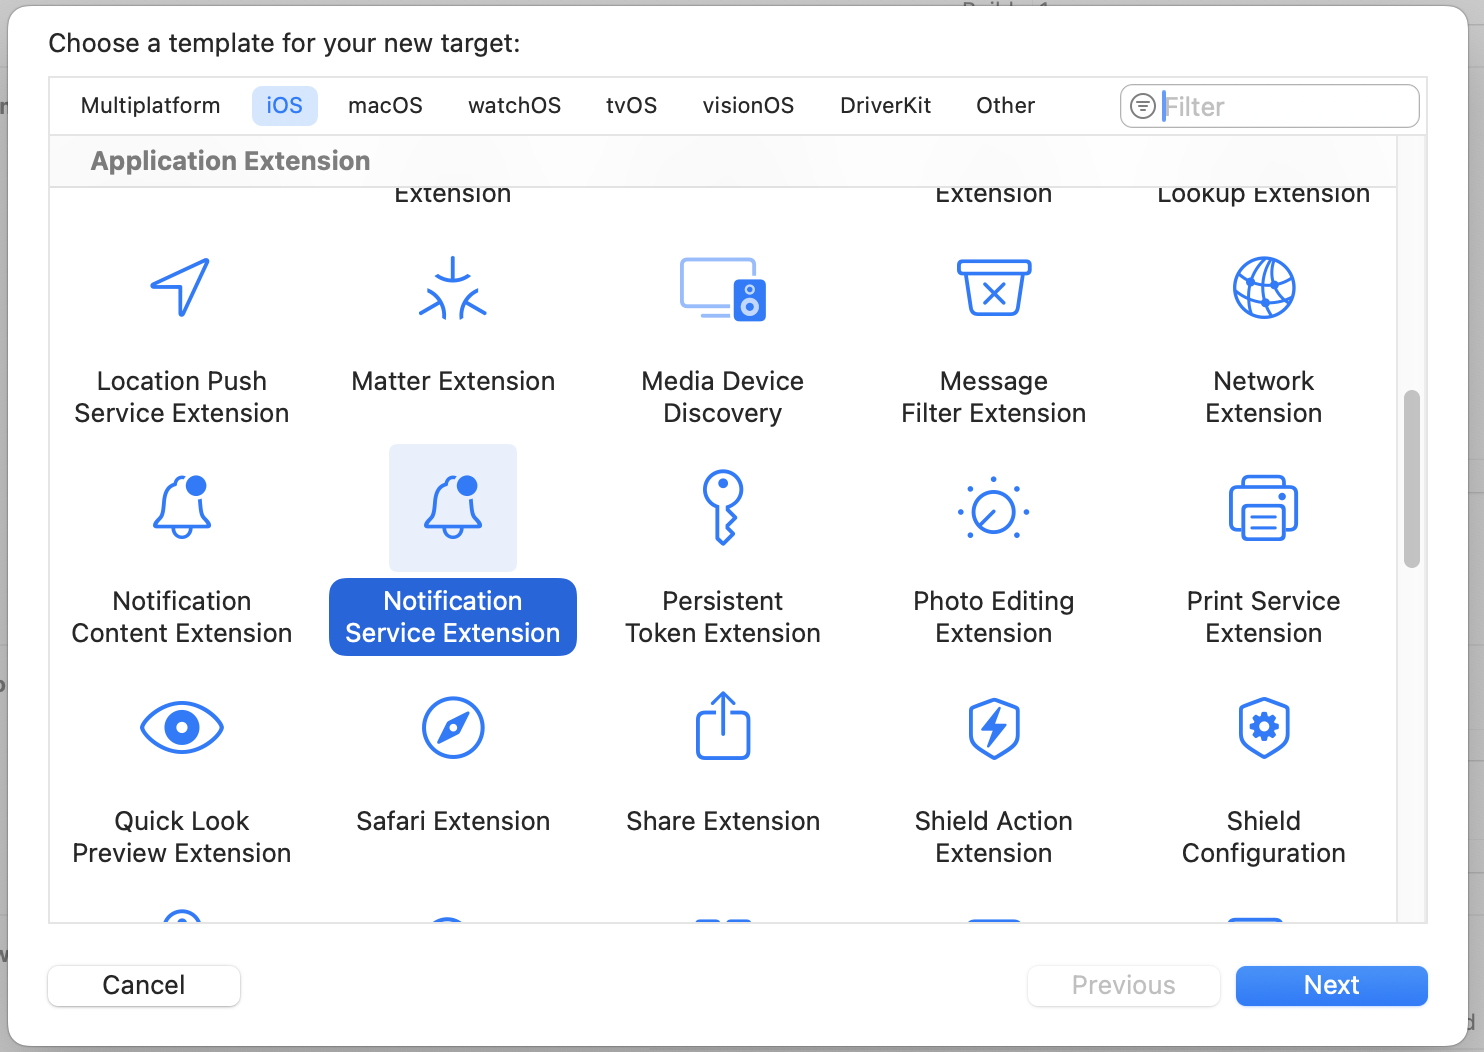 Choose a template for your new target:
Multiplatform iOS macOS watchOS tvOS visionOS DriverKit Other Filter
Application Extension
Extension Extension Lookup Extension
Location Push
Service Extension
Matter Extension
Media Device
Discovery
Message
Filter Extension
Network
Extension
Notification
Content Extension
Notification
Service Extension
Persistent
Token Extension
Photo Editing
Extension
Print Service
Extension
Quick Look
Preview Extension
Safari Extension
Share Extension
Shield Action
Extension
Shield
Configuration
Cancel Previous Next